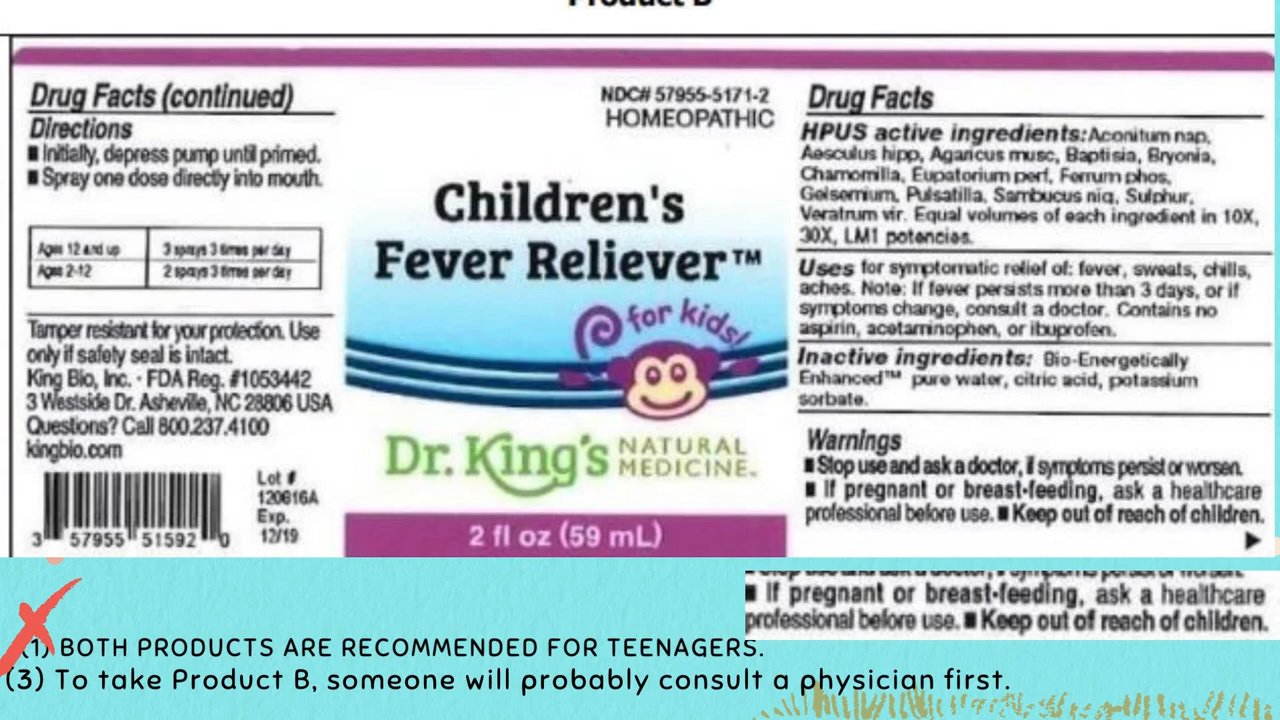 Product B
Drug Facts (continued)
Directions
■ Initially, depress pump until primed.
■ Spray one dose directly into mouth.
Ages 12 and up 3 sprays 3 times per day
Ages 2-12 2 sprays 3 times per day
Tamper resistant for your protection. Use
only if safety seal is intact.
King Bio, Inc. · FDA Reg. #1053442
3 Westside Dr. Asheville, NC 28806 USA
Questions? Call 800.237.4100
kingbio.com
Lot #
120816A
Exp.
12/19
3 57955 51592 0
NDC# 57955-5171-2
HOMEOPATHIC
Children's
Fever Reliever™
for kids!
Dr. King's NATURAL
MEDICINE.
2 fl oz (59 mL)
Drug Facts
HPUS active ingredients: Aconitum nap,
Aesculus hipp, Agaricus musc, Baptisia, Bryonia,
Chamomilla, Eupatorium perf, Ferrum phos,
Gelsemium, Pulsatilla, Sambucus nig, Sulphur,
Veratrum vir. Equal volumes of each ingredient in 10X,
30X, LM1 potencies.
Uses for symptomatic relief of: fever, sweats, chills,
aches. Note: If fever persists more than 3 days, or if
symptoms change, consult a doctor. Contains no
aspirin, acetaminophen, or ibuprofen.
Inactive ingredients: Bio-Energetically
Enhanced™ pure water, citric acid, potassium
sorbate.
Warnings
■ Stop use and ask a doctor, if symptoms persist or worsen.
■ If pregnant or breast-feeding, ask a healthcare
professional before use. ■ Keep out of reach of children.
■ If pregnant or breast-feeding, ask a healthcare
professional before use. ■ Keep out of reach of children.
(1) BOTH PRODUCTS ARE RECOMMENDED FOR TEENAGERS.
(3) To take Product B, someone will probably consult a physician first.